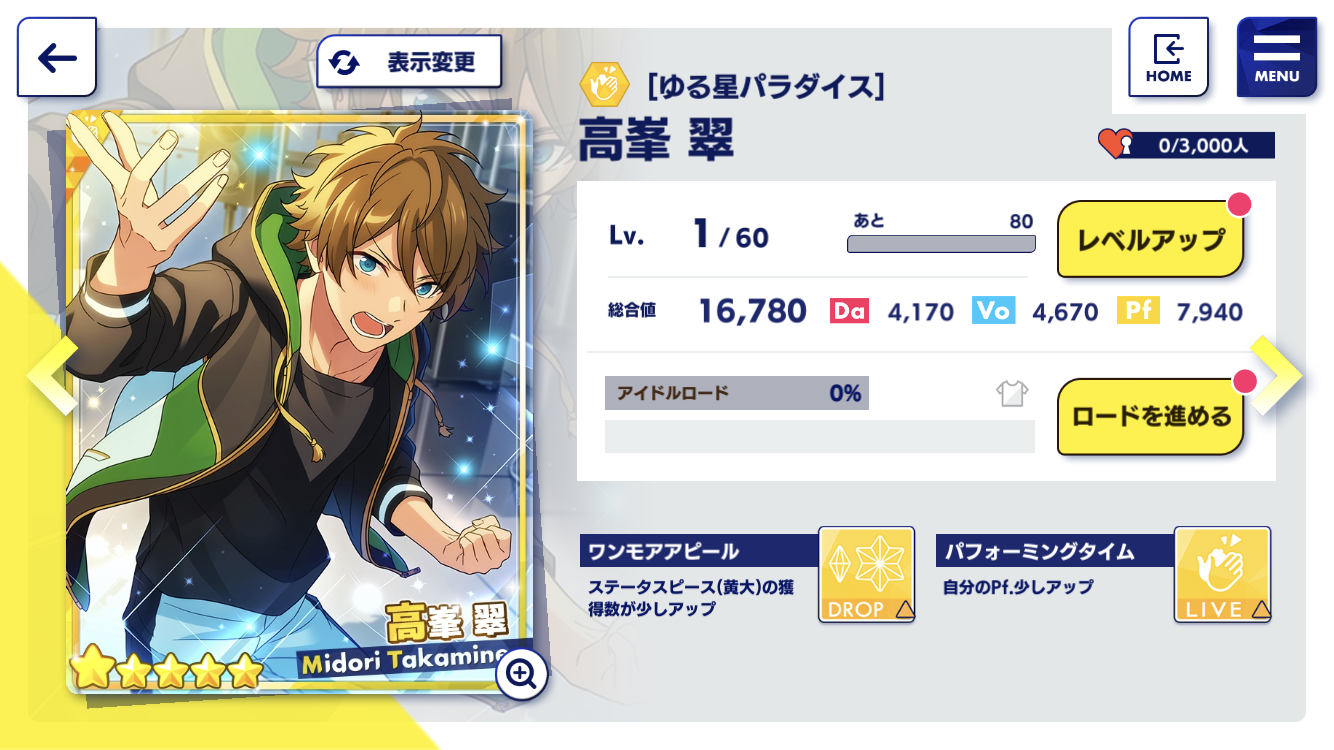 表示変更
HOME
MENU
[ゆる星パラダイス]
高峯 翠
0/3,000人
Lv. 1/60
あと 80
レベルアップ
総合値 16,780 Da 4,170 Vo 4,670 Pf 7,940
アイドルロード 0%
ロードを進める
高峯 翠
Midori Takamine
ワンモアアピール
ステータスピース(黄大)の獲
得数が少しアップ
DROP
パフォーミングタイム
自分のPf.少しアップ
LIVE